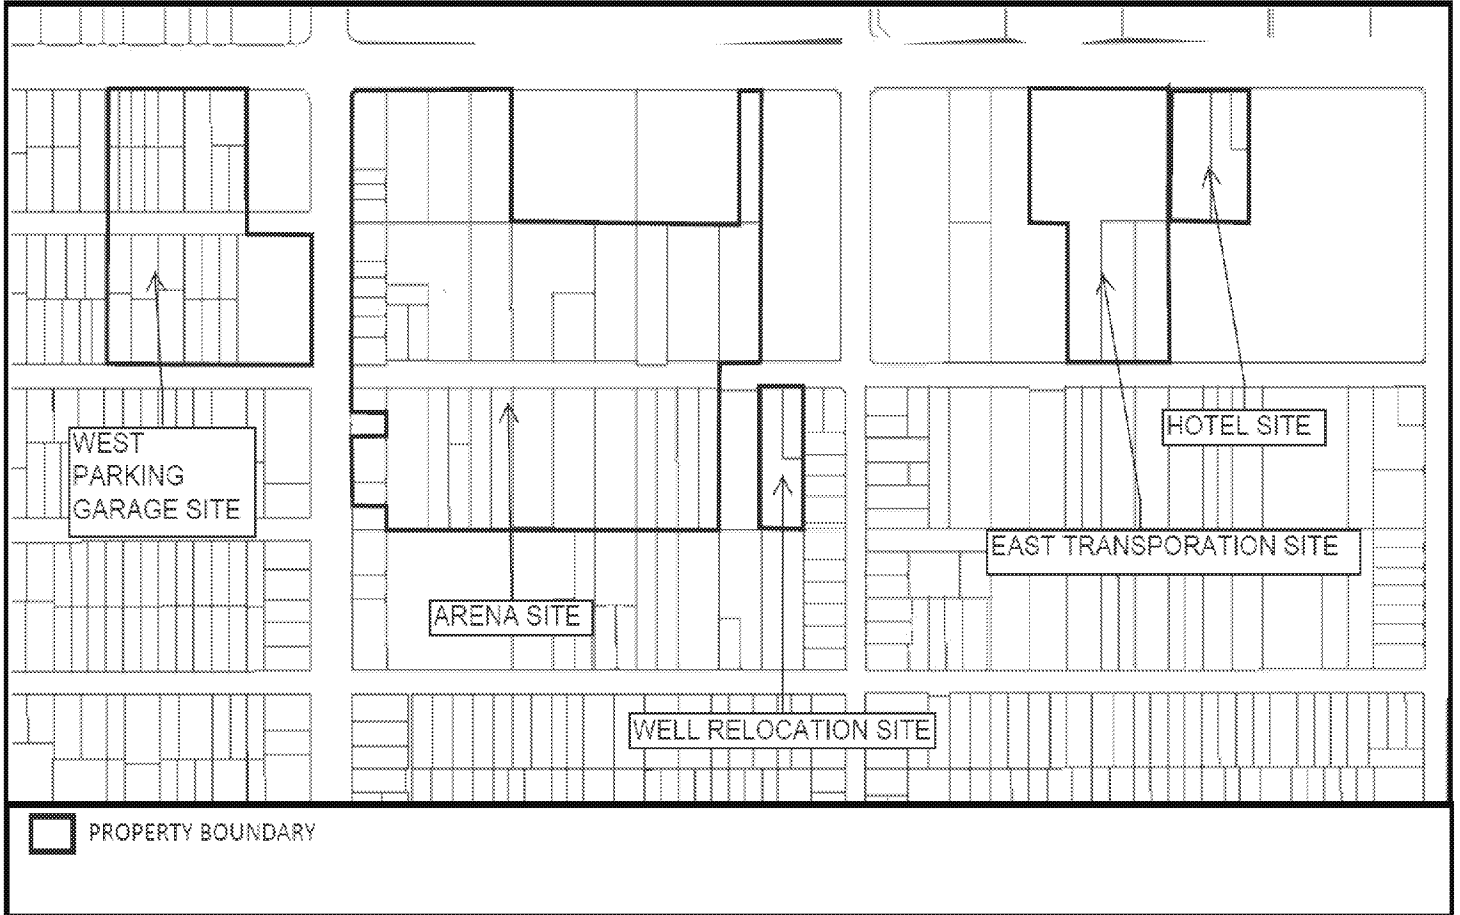 HOTEL SITE
WEST
PARKING
GARAGE SITE
EAST TRANSPORATION SITE
ARENA SITE
WELL RELOCATION SITE
PROPERTY BOUNDARY